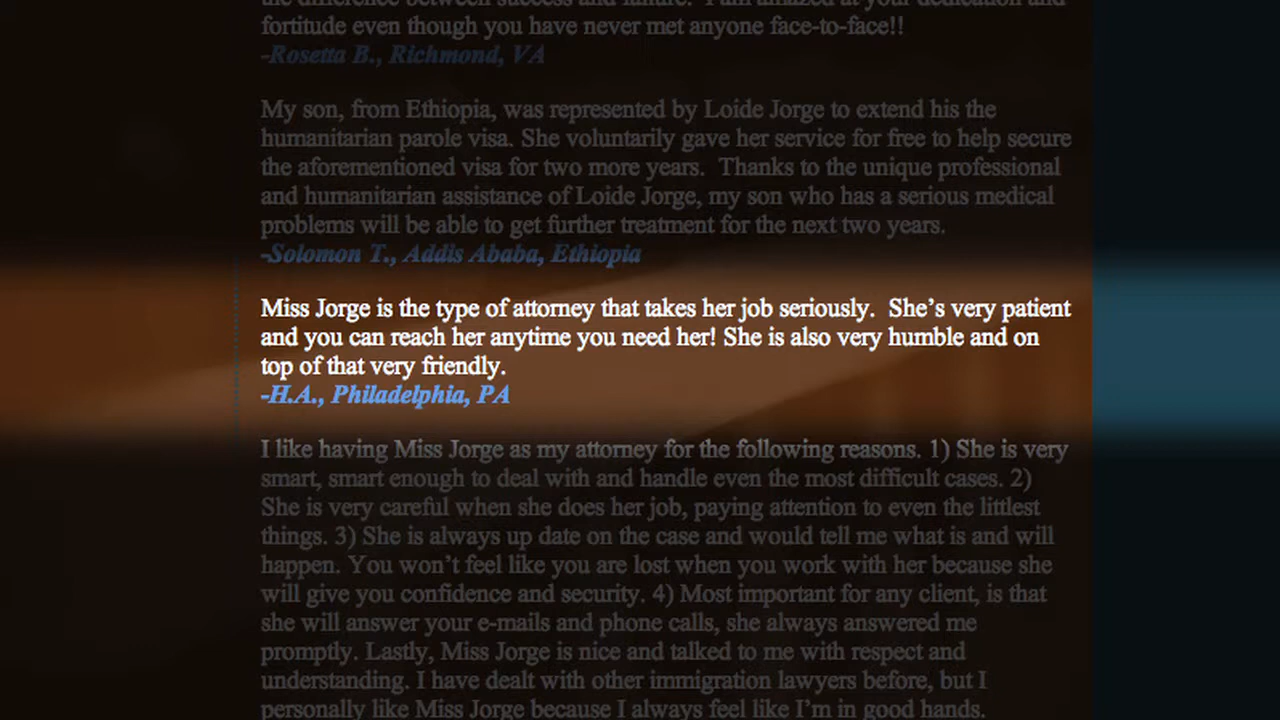 the difference between success and failure.  I am amazed at your dedication and
fortitude even though you have never met anyone face-to-face!!
-Rosetta B., Richmond, VA
My son, from Ethiopia, was represented by Loide Jorge to extend his the
humanitarian parole visa. She voluntarily gave her service for free to help secure
the aforementioned visa for two more years.  Thanks to the unique professional
and humanitarian assistance of Loide Jorge, my son who has a serious medical
problems will be able to get further treatment for the next two years.
-Solomon T., Addis Ababa, Ethiopia
Miss Jorge is the type of attorney that takes her job seriously.  She’s very patient
and you can reach her anytime you need her! She is also very humble and on
top of that very friendly.
-H.A., Philadelphia, PA
I like having Miss Jorge as my attorney for the following reasons. 1) She is very
smart, smart enough to deal with and handle even the most difficult cases. 2)
She is very careful when she does her job, paying attention to even the littlest
things. 3) She is always up date on the case and would tell me what is and will
happen. You won’t feel like you are lost when you work with her because she
will give you confidence and security. 4) Most important for any client, is that
she will answer your e-mails and phone calls, she always answered me
promptly. Lastly, Miss Jorge is nice and talked to me with respect and
understanding. I have dealt with other immigration lawyers before, but I
personally like Miss Jorge because I always feel like I’m in good hands.